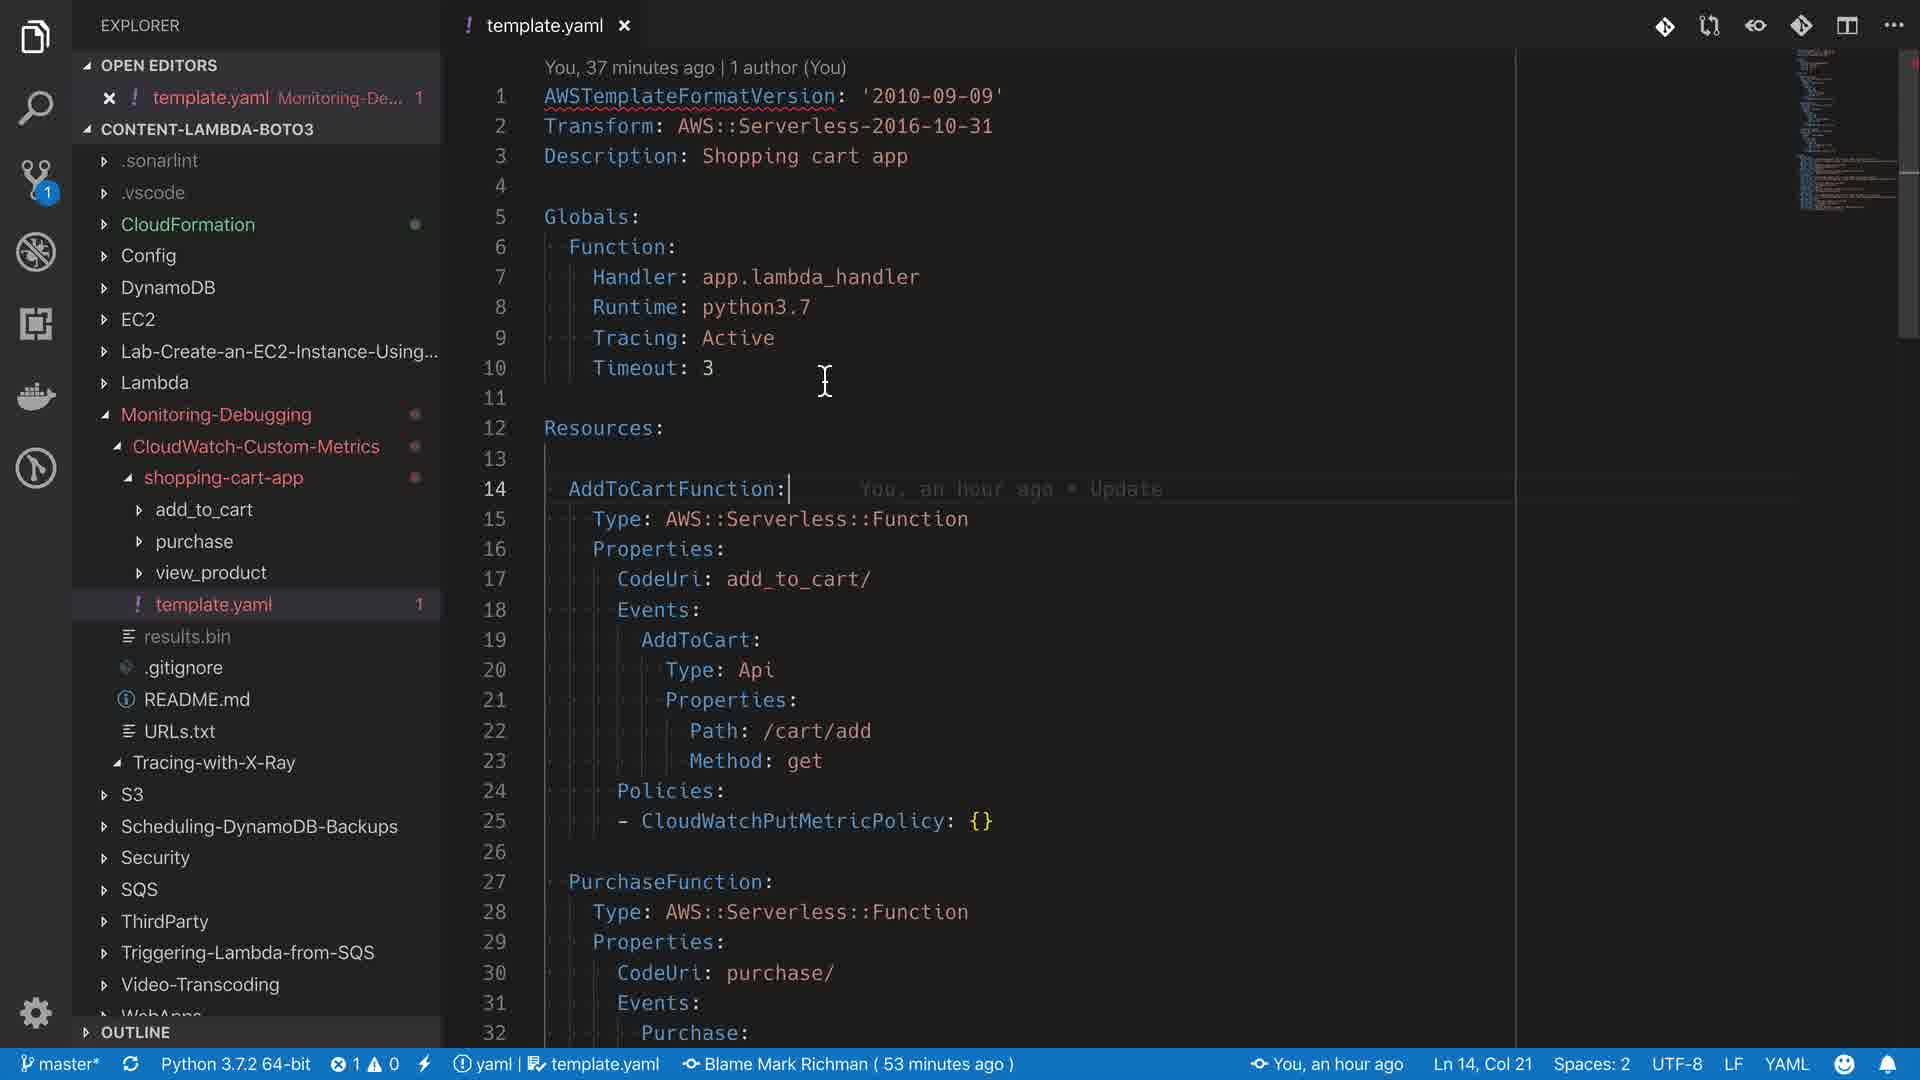 EXPLORER
OPEN EDITORS
template.yaml Monitoring-De... 1
CONTENT-LAMBDA-BOTO3
.sonarlint
.vscode
CloudFormation
Config
DynamoDB
EC2
Lab-Create-an-EC2-Instance-Using...
Lambda
Monitoring-Debugging
CloudWatch-Custom-Metrics
shopping-cart-app
add_to_cart
purchase
view_product
template.yaml 1
results.bin
.gitignore
README.md
URLs.txt
Tracing-with-X-Ray
S3
Scheduling-DynamoDB-Backups
Security
SQS
ThirdParty
Triggering-Lambda-from-SQS
Video-Transcoding
WebApps
OUTLINE
1
template.yaml
You, 37 minutes ago | 1 author (You)
1 AWSTemplateFormatVersion: '2010-09-09'
2 Transform: AWS::Serverless-2016-10-31
3 Description: Shopping cart app
4
5 Globals:
6 Function:
7 Handler: app.lambda_handler
8 Runtime: python3.7
9 Tracing: Active
10 Timeout: 3
11
12 Resources:
13
14 AddToCartFunction: You, an hour ago • Update
15 Type: AWS::Serverless::Function
16 Properties:
17 CodeUri: add_to_cart/
18 Events:
19 AddToCart:
20 Type: Api
21 Properties:
22 Path: /cart/add
23 Method: get
24 Policies:
25 - CloudWatchPutMetricPolicy: {}
26
27 PurchaseFunction:
28 Type: AWS::Serverless::Function
29 Properties:
30 CodeUri: purchase/
31 Events:
32 Purchase:
master* Python 3.7.2 64-bit 1 0 yaml | template.yaml Blame Mark Richman ( 53 minutes ago ) You, an hour ago Ln 14, Col 21 Spaces: 2 UTF-8 LF YAML